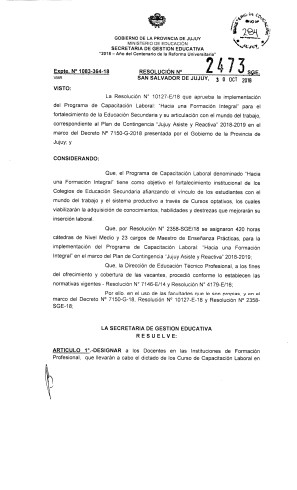 GOBIERNO DE LA PROVINCIA DE JUJUY
MINISTERIO DE EDUCACIÓN
SECRETARIA DE GESTION EDUCATIVA
"2018 – Año del Centenario de la Reforma Universitaria"
284
JUJUY
Expte. Nº 1082-364-18
RESOLUCIÓN Nº 2473 SGE.
SAN SALVADOR DE JUJUY, 30 OCT 2018
VISTO:
La Resolución Nº 10127-E/18 que aprueba la implementación
del Programa de Capacitación Laboral: "Hacia una Formación Integral" para el
fortalecimiento de la Educación Secundaria y su articulación con el mundo del trabajo,
correspondiente al Plan de Contingencia "Jujuy Asiste y Reactiva" 2018-2019 en el
marco del Decreto Nº 7150-G-2018 presentada por el Gobierno de la Provincia de
Jujuy; y
CONSIDERANDO:
Que, el Programa de Capacitación Laboral denominado "Hacia
una Formación Integral" tiene como objetivo el fortalecimiento institucional de los
Colegios de Educación Secundaria afianzando el vínculo de los estudiantes con el
mundo del trabajo y el sistema productivo a través de Cursos optativos, los cuales
viabilizarán la adquisición de conocimientos, habilidades y destrezas que mejorarán su
inserción laboral.
Que, por Resolución Nº 2358-SGE/18 se asignaron 420 horas
cátedras de Nivel Medio y 23 cargos de Maestro de Enseñanza Prácticas, para la
implementación del Programa de Capacitación Laboral: "Hacia una Formación
Integral" en el marco del Plan de Contingencia "Jujuy Asiste y Reactiva" 2018-2019;
Que, la Dirección de Educación Técnico Profesional, a los fines
del ofrecimiento y cobertura de las vacantes, procedió conforme lo establecen las
normativas vigentes - Resolución Nº 7146-E/14 y Resolución Nº 4179-E/18;
Por ello, en el uso de las facultades que le son propias, y en el
marco del Decreto Nº 7150-G-18, Resolución Nº 10127-E-18 y Resolución Nº 2358-
SGE-18;
LA SECRETARIA DE GESTION EDUCATIVA
R E S U E L V E:
ARTICULO 1º.-DESIGNAR a los Docentes en las Instituciones de Formación
Profesional, que llevarán a cabo el dictado de los Curso de Capacitación Laboral en